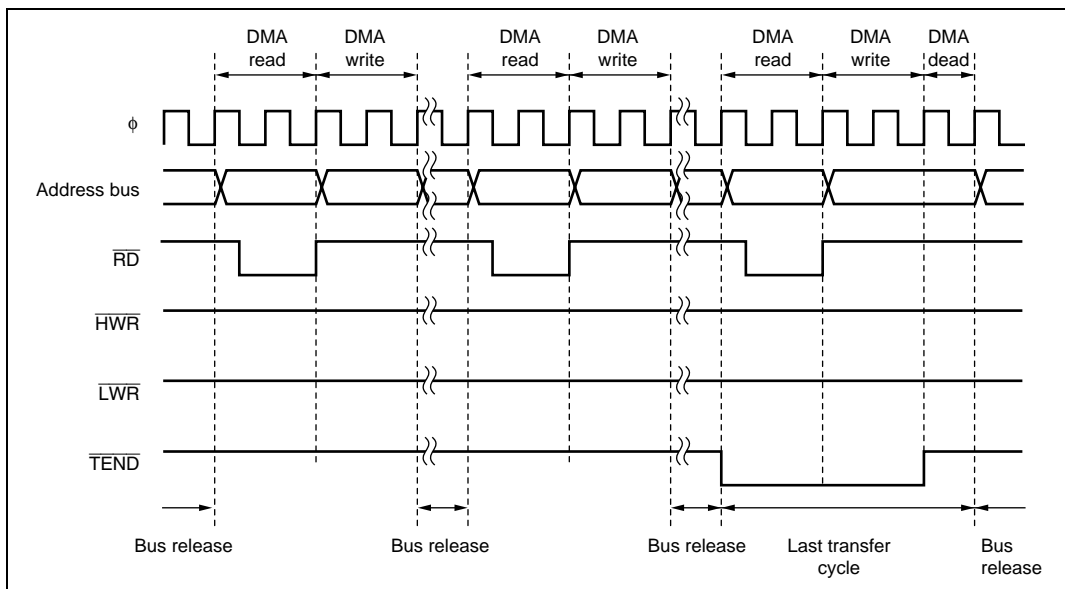 DMA read
DMA write
DMA read
DMA write
DMA read
DMA write
DMA dead
ϕ
Address bus
RD
HWR
LWR
TEND
Bus release
Bus release
Bus release
Last transfer cycle
Bus release